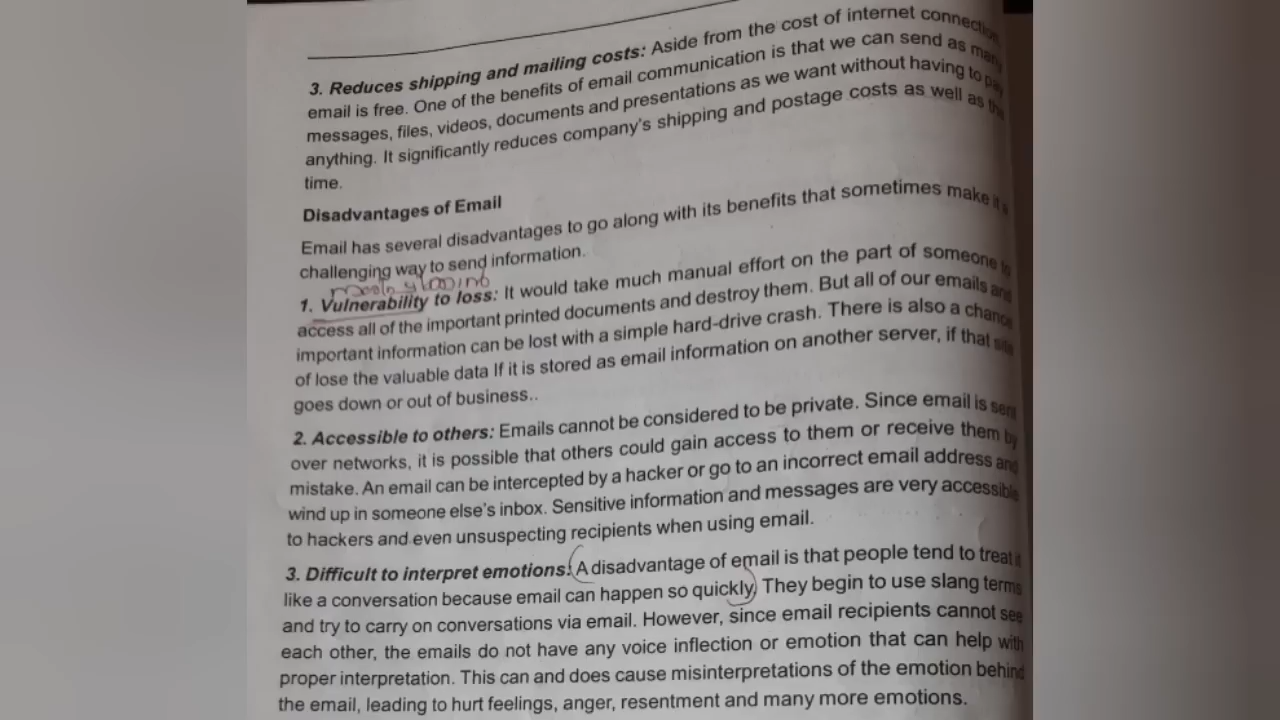 3. Reduces shipping and mailing costs: Aside from the cost of internet connection,
email is free. One of the benefits of email communication is that we can send as many
messages, files, videos, documents and presentations as we want without having to pay
anything. It significantly reduces company's shipping and postage costs as well as the
time.
Disadvantages of Email
Email has several disadvantages to go along with its benefits that sometimes make it a
challenging way to send information.
1. Vulnerability to loss: It would take much manual effort on the part of someone to
access all of the important printed documents and destroy them. But all of our emails and
important information can be lost with a simple hard-drive crash. There is also a chance
of lose the valuable data If it is stored as email information on another server, if that site
goes down or out of business..
2. Accessible to others: Emails cannot be considered to be private. Since email is sent
over networks, it is possible that others could gain access to them or receive them by
mistake. An email can be intercepted by a hacker or go to an incorrect email address and
wind up in someone else's inbox. Sensitive information and messages are very accessible
to hackers and even unsuspecting recipients when using email.
3. Difficult to interpret emotions: A disadvantage of email is that people tend to treat it
like a conversation because email can happen so quickly. They begin to use slang terms
and try to carry on conversations via email. However, since email recipients cannot see
each other, the emails do not have any voice inflection or emotion that can help with
proper interpretation. This can and does cause misinterpretations of the emotion behind
the email, leading to hurt feelings, anger, resentment and many more emotions.